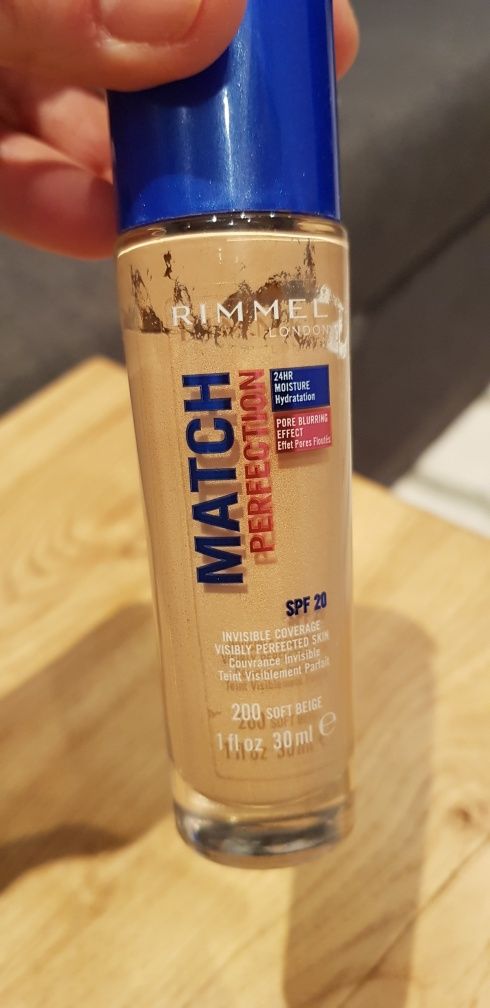 RIMMEL
LONDON
MATCH
PERFECTION
24HR
MOISTURE
Hydratation
PORE BLURRING
EFFECT
Effet Pores Floutés
SPF 20
INVISIBLE COVERAGE
VISIBLY PERFECTED SKIN
Couvrance Invisible
Teint Visiblement Parfait
200 SOFT BEIGE
1 fl oz 30 ml e